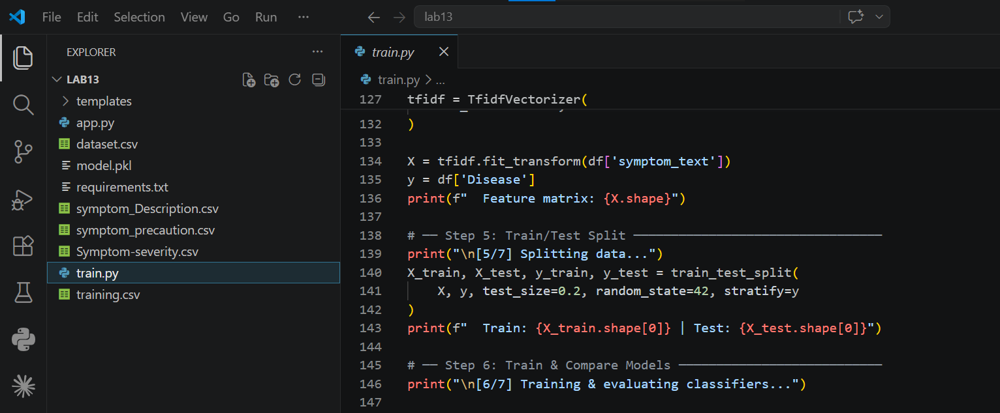 File Edit Selection View Go Run ...
lab13
EXPLORER
LAB13
templates
app.py
dataset.csv
model.pkl
requirements.txt
symptom_Description.csv
symptom_precaution.csv
Symptom-severity.csv
train.py
training.csv
train.py
train.py > ...
127 tfidf = TfidfVectorizer(
132 )
133
134 X = tfidf.fit_transform(df['symptom_text'])
135 y = df['Disease']
136 print(f"  Feature matrix: {X.shape}")
137
138 # ── Step 5: Train/Test Split ─────────────────────────────────
139 print("\n[5/7] Splitting data...")
140 X_train, X_test, y_train, y_test = train_test_split(
141     X, y, test_size=0.2, random_state=42, stratify=y
142 )
143 print(f"  Train: {X_train.shape[0]} | Test: {X_test.shape[0]}")
144
145 # ── Step 6: Train & Compare Models ───────────────────────────
146 print("\n[6/7] Training & evaluating classifiers...")
147